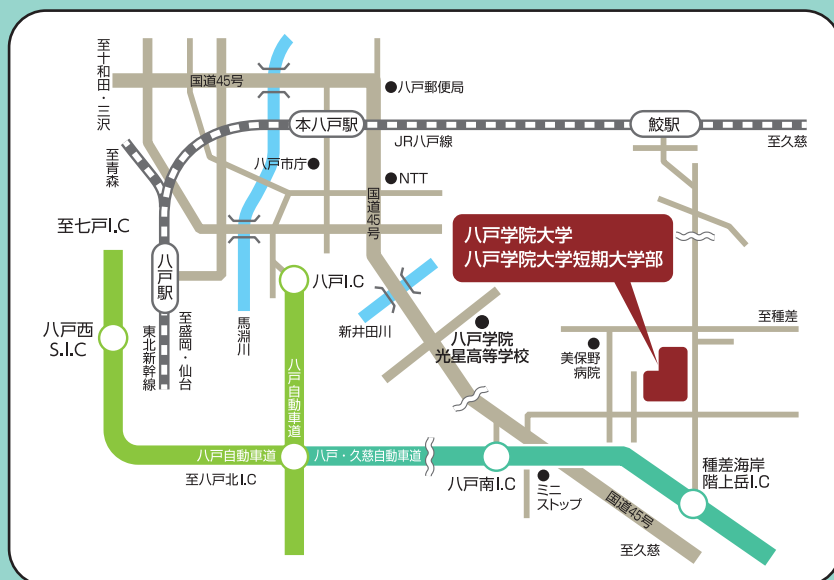 至十和田・三沢
国道45号
八戸郵便局
本八戸駅
鮫駅
JR八戸線
至久慈
至青森
八戸市庁
NTT
国道45号
至七戸I.C
八戸学院大学
八戸学院大学短期大学部
八戸駅
八戸I.C
至種差
八戸西
S.I.C
東北新幹線
至盛岡・仙台
馬淵川
新井田川
八戸学院
光星高等学校
美保野
病院
八戸自動車道
八戸自動車道
八戸・久慈自動車道
至八戸北I.C
八戸南I.C
種差海岸
階上岳I.C
ミニ
ストップ
国道45号
至久慈